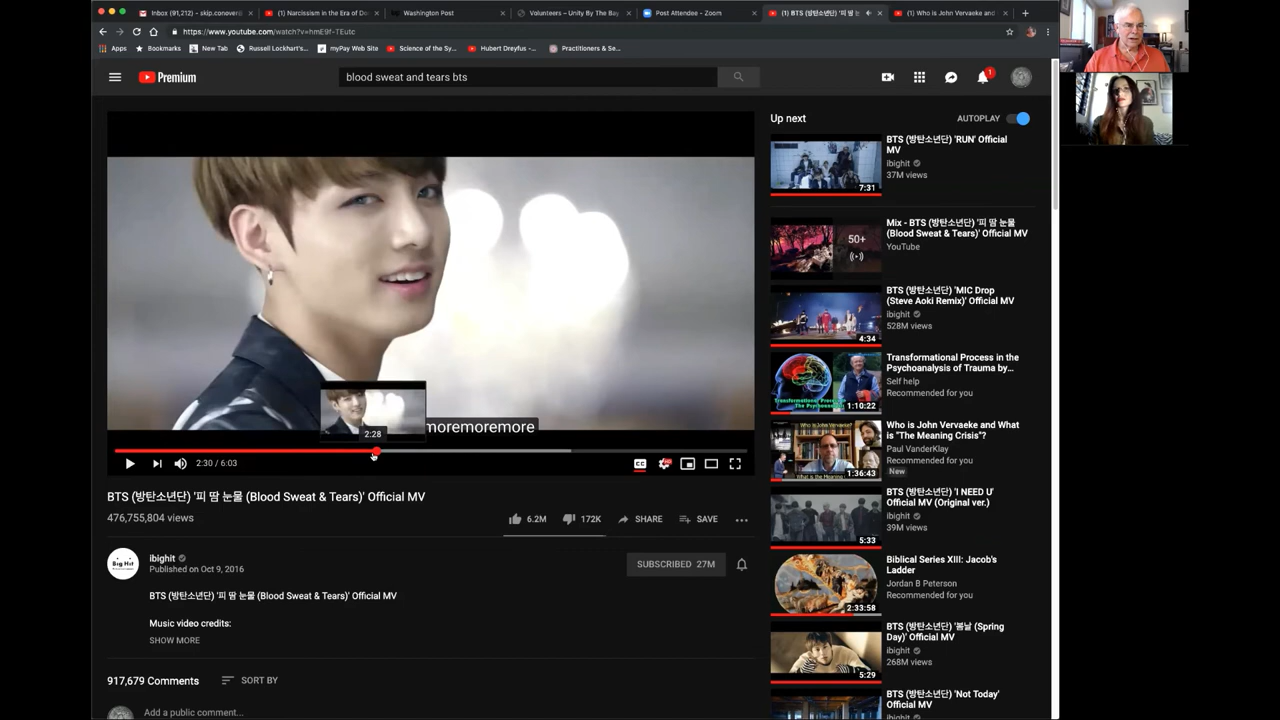 Inbox (91,212) – skip.conover
(1) Narcissism in the Era of D
Washington Post
Volunteers – Unity By The Bay
Post Attendee - Zoom
(1) BTS (방탄소년단) '피 땀 눈
(1) Who is John Vervaeke and
https://www.youtube.com/watch?v=hmE9f-TEutc
Apps
Bookmarks
New Tab
Russell Lockhart's...
myPay Web Site
Science of the Sy...
Hubert Dreyfus -...
Practitioners & Se...
Premium
blood sweat and tears bts
1
moremoremore
2:28
2:30 / 6:03
CC
BTS (방탄소년단) '피 땀 눈물 (Blood Sweat & Tears)' Official MV
476,755,804 views
6.2M
172K
SHARE
SAVE
Big Hit
ibighit
Published on Oct 9, 2016
SUBSCRIBED 27M
BTS (방탄소년단) '피 땀 눈물 (Blood Sweat & Tears)' Official MV
Music video credits:
SHOW MORE
917,679 Comments
SORT BY
Add a public comment...
Up next
AUTOPLAY
BTS (방탄소년단) 'RUN' Official
MV
ibighit
37M views
7:31
Mix - BTS (방탄소년단) '피 땀 눈물
(Blood Sweat & Tears)' Official MV
YouTube
50+
BTS (방탄소년단) 'MIC Drop
(Steve Aoki Remix)' Official MV
ibighit
528M views
4:34
Transformational Process in the
Psychoanalysis of Trauma by...
Self help
Recommended for you
1:10:22
Who is John Vervaeke and What
is "The Meaning Crisis"?
Paul VanderKlay
Recommended for you
New
1:36:43
BTS (방탄소년단) 'I NEED U'
Official MV (Original ver.)
ibighit
39M views
5:33
Biblical Series XIII: Jacob's
Ladder
Jordan B Peterson
Recommended for you
2:33:58
BTS (방탄소년단) '봄날 (Spring
Day)' Official MV
ibighit
268M views
5:29
BTS (방탄소년단) 'Not Today'
Official MV
ibighit